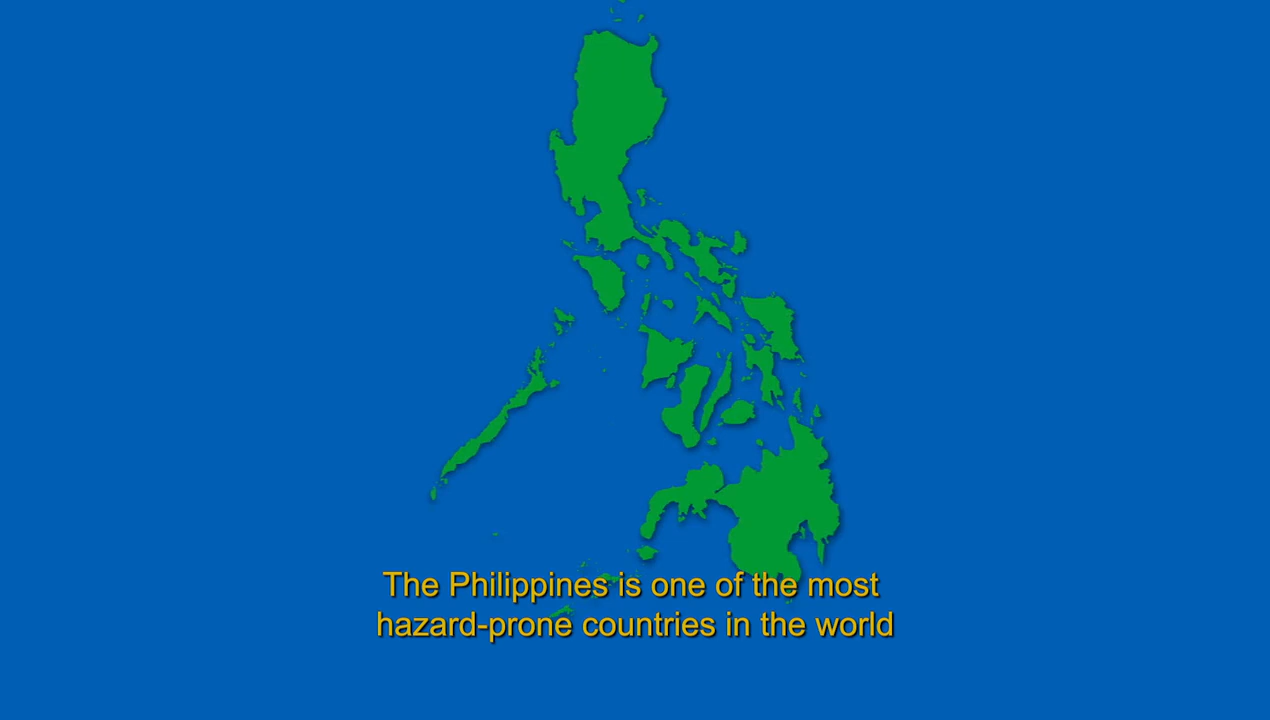 The Philippines is one of the most
hazard-prone countries in the world